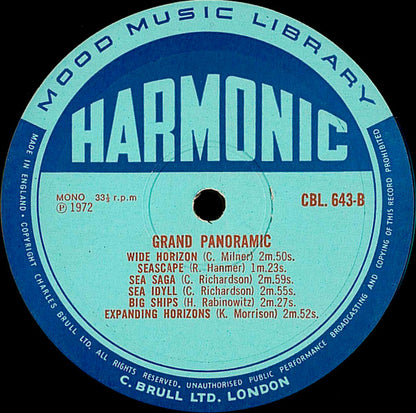 MOOD MUSIC LIBRARY
HARMONIC
MONO 33⅓ r.p.m
Ⓟ 1972
CBL. 643-B
GRAND PANORAMIC
WIDE HORIZON (C. Milner) 2m.50s.
SEASCAPE (R. Hanmer) 1m.23s.
SEA SAGA (C. Richardson) 2m.59s.
SEA IDYLL (C. Richardson) 2m.55s.
BIG SHIPS (H. Rabinowitz) 2m.27s.
EXPANDING HORIZONS (K. Morrison) 2m.52s.
MADE IN ENGLAND • COPYRIGHT CHARLES BRULL LTD. ALL RIGHTS RESERVED. UNAUTHORISED PUBLIC PERFORMANCE BROADCASTING AND COPYING OF THIS RECORD PROHIBITED
C. BRULL LTD. LONDON